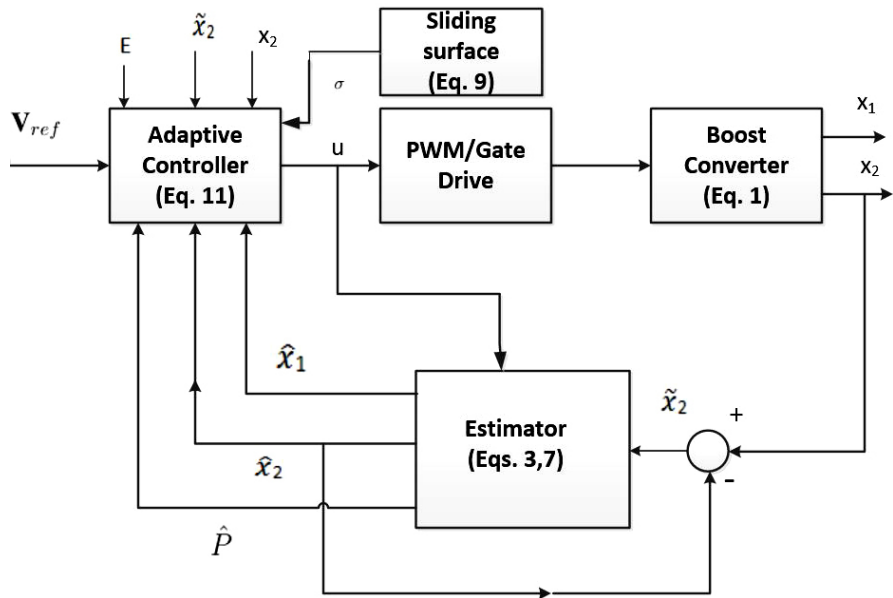 E
x̃₂
x₂
Sliding
surface
(Eq. 9)
σ
V_ref
Adaptive
Controller
(Eq. 11)
u
PWM/Gate
Drive
Boost
Converter
(Eq. 1)
x₁
x₂
x̂₁
x̂₂
P̂
Estimator
(Eqs. 3,7)
x̃₂
+
-